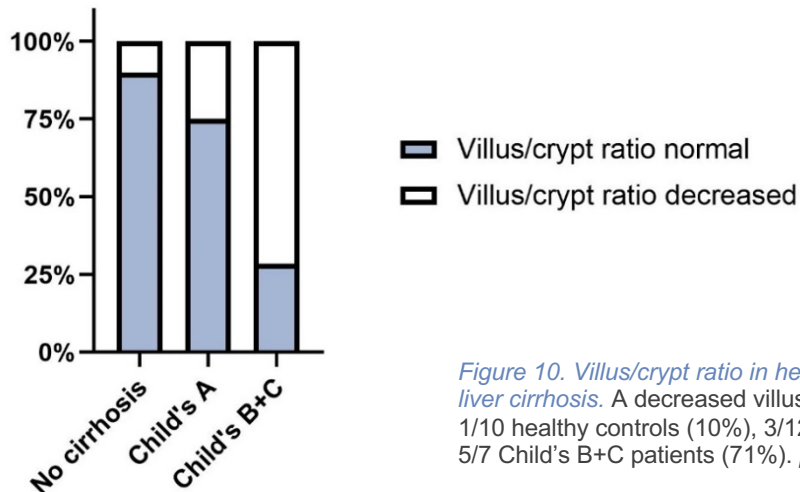 100%
75%
50%
25%
0%
No cirrhosis
Child's A
Child's B+C
Villus/crypt ratio normal
Villus/crypt ratio decreased
Figure 10. Villus/crypt ratio in he
liver cirrhosis. A decreased villus
1/10 healthy controls (10%), 3/12
5/7 Child's B+C patients (71%).